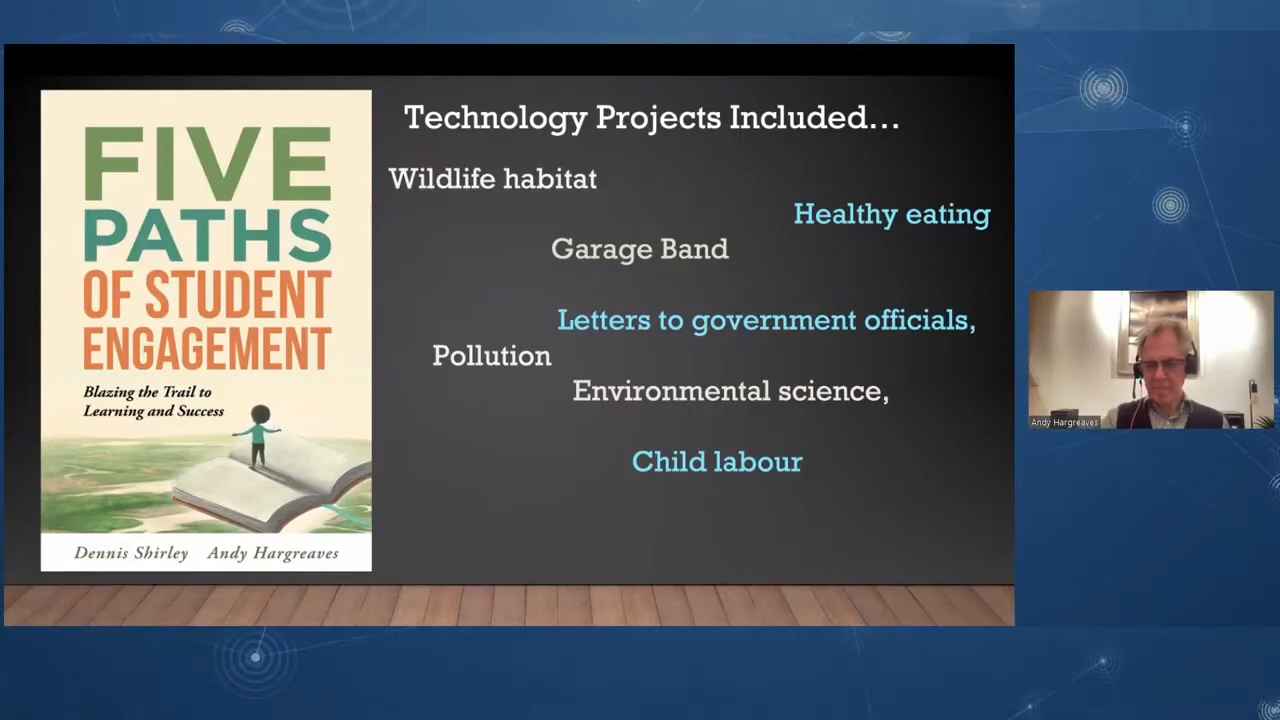 FIVE
PATHS
OF STUDENT
ENGAGEMENT
Blazing the Trail to
Learning and Success
Dennis Shirley Andy Hargreaves
Technology Projects Included...
Wildlife habitat
Healthy eating
Garage Band
Letters to government officials,
Pollution
Environmental science,
Child labour
Andy Hargreaves